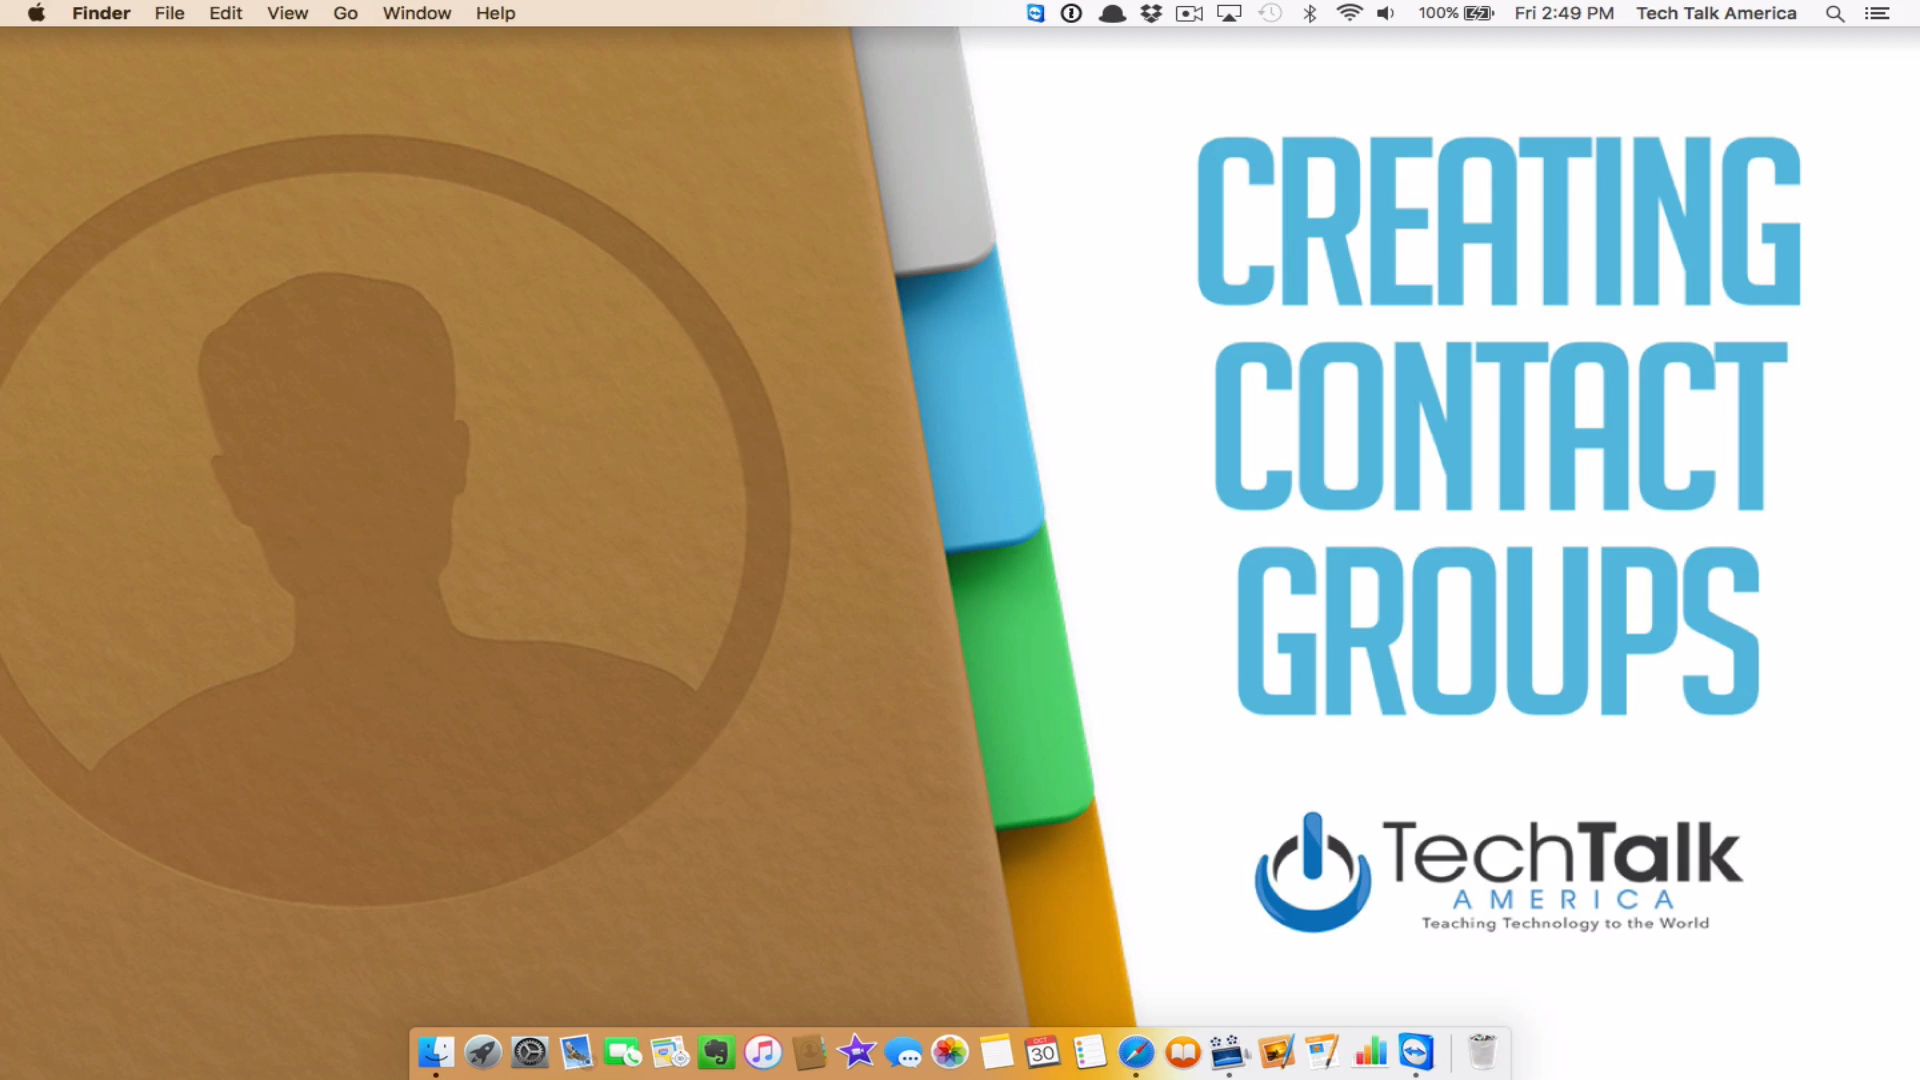 Finder File Edit View Go Window Help 100% Fri 2:49 PM Tech Talk America
CREATING
CONTACT
GROUPS
TechTalk
AMERICA
Teaching Technology to the World
OCT
30